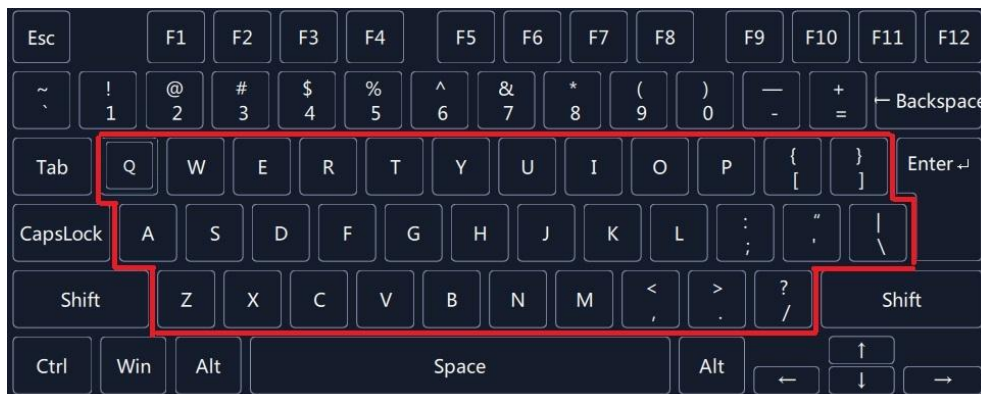 Esc F1 F2 F3 F4 F5 F6 F7 F8 F9 F10 F11 F12
~ ! @ # $ % ^ & * ( ) — +
` 1 2 3 4 5 6 7 8 9 0 - = ← Backspace
Tab Q W E R T Y U I O P { [ } ] Enter ↵
CapsLock A S D F G H J K L : ; “ ' | \
Shift Z X C V B N M < , > . ? / Shift
Ctrl Win Alt Space Alt ← ↑ ↓ →